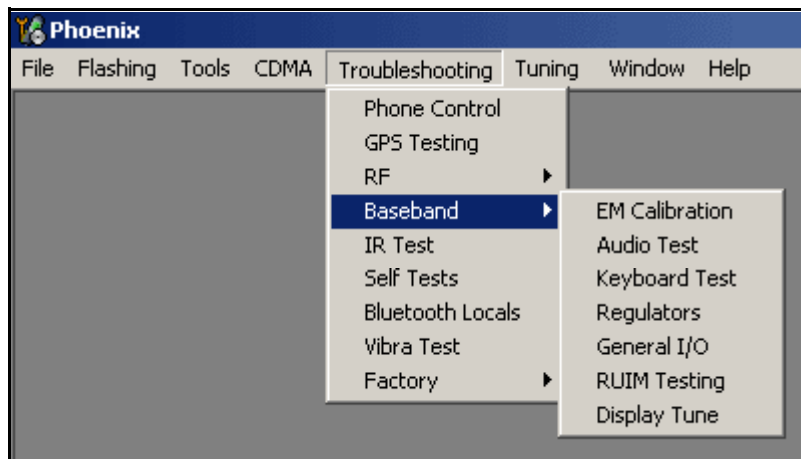 Phoenix
File Flashing Tools CDMA Troubleshooting Tuning Window Help
Phone Control
GPS Testing
RF
Baseband
IR Test
Self Tests
Bluetooth Locals
Vibra Test
Factory
EM Calibration
Audio Test
Keyboard Test
Regulators
General I/O
RUIM Testing
Display Tune